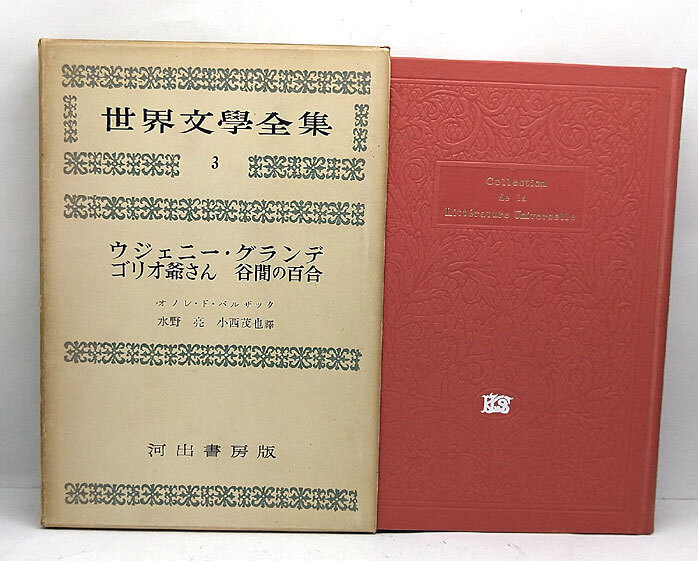 世界文學全集
3
ウジェニー・グランデ
ゴリオ爺さん 谷間の百合
オノレ・ド・バルザック
水野 亮 小西茂也譯
河出書房版
Collection
de la
Littérature Universelle